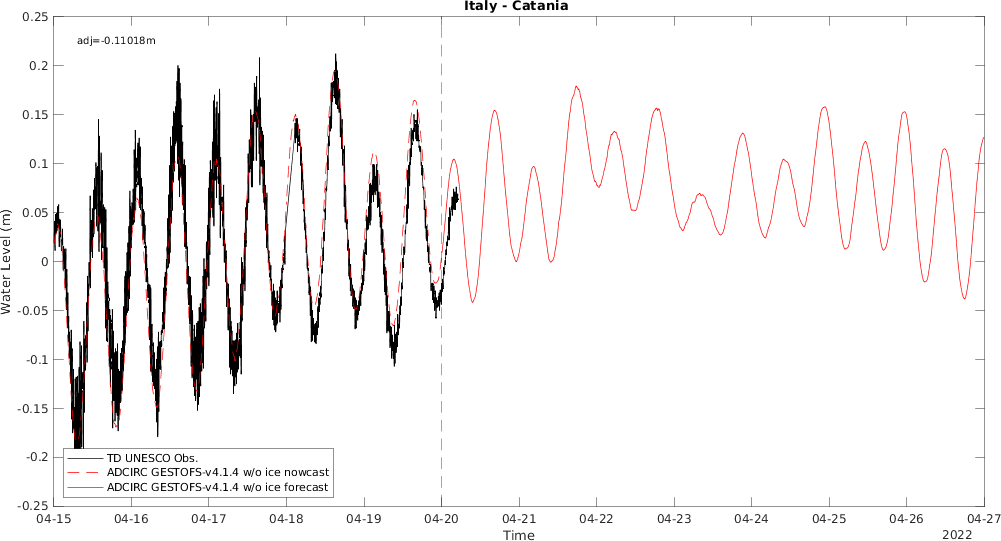 Italy - Catania
adj=-0.11018m
0.25
0.2
0.15
0.1
0.05
0
-0.05
-0.1
-0.15
-0.2
-0.25
Water Level (m)
TD UNESCO Obs.
ADCIRC GESTOFS-v4.1.4 w/o ice nowcast
ADCIRC GESTOFS-v4.1.4 w/o ice forecast
04-15 04-16 04-17 04-18 04-19 04-20 04-21 04-22 04-23 04-24 04-25 04-26 04-27
Time
2022